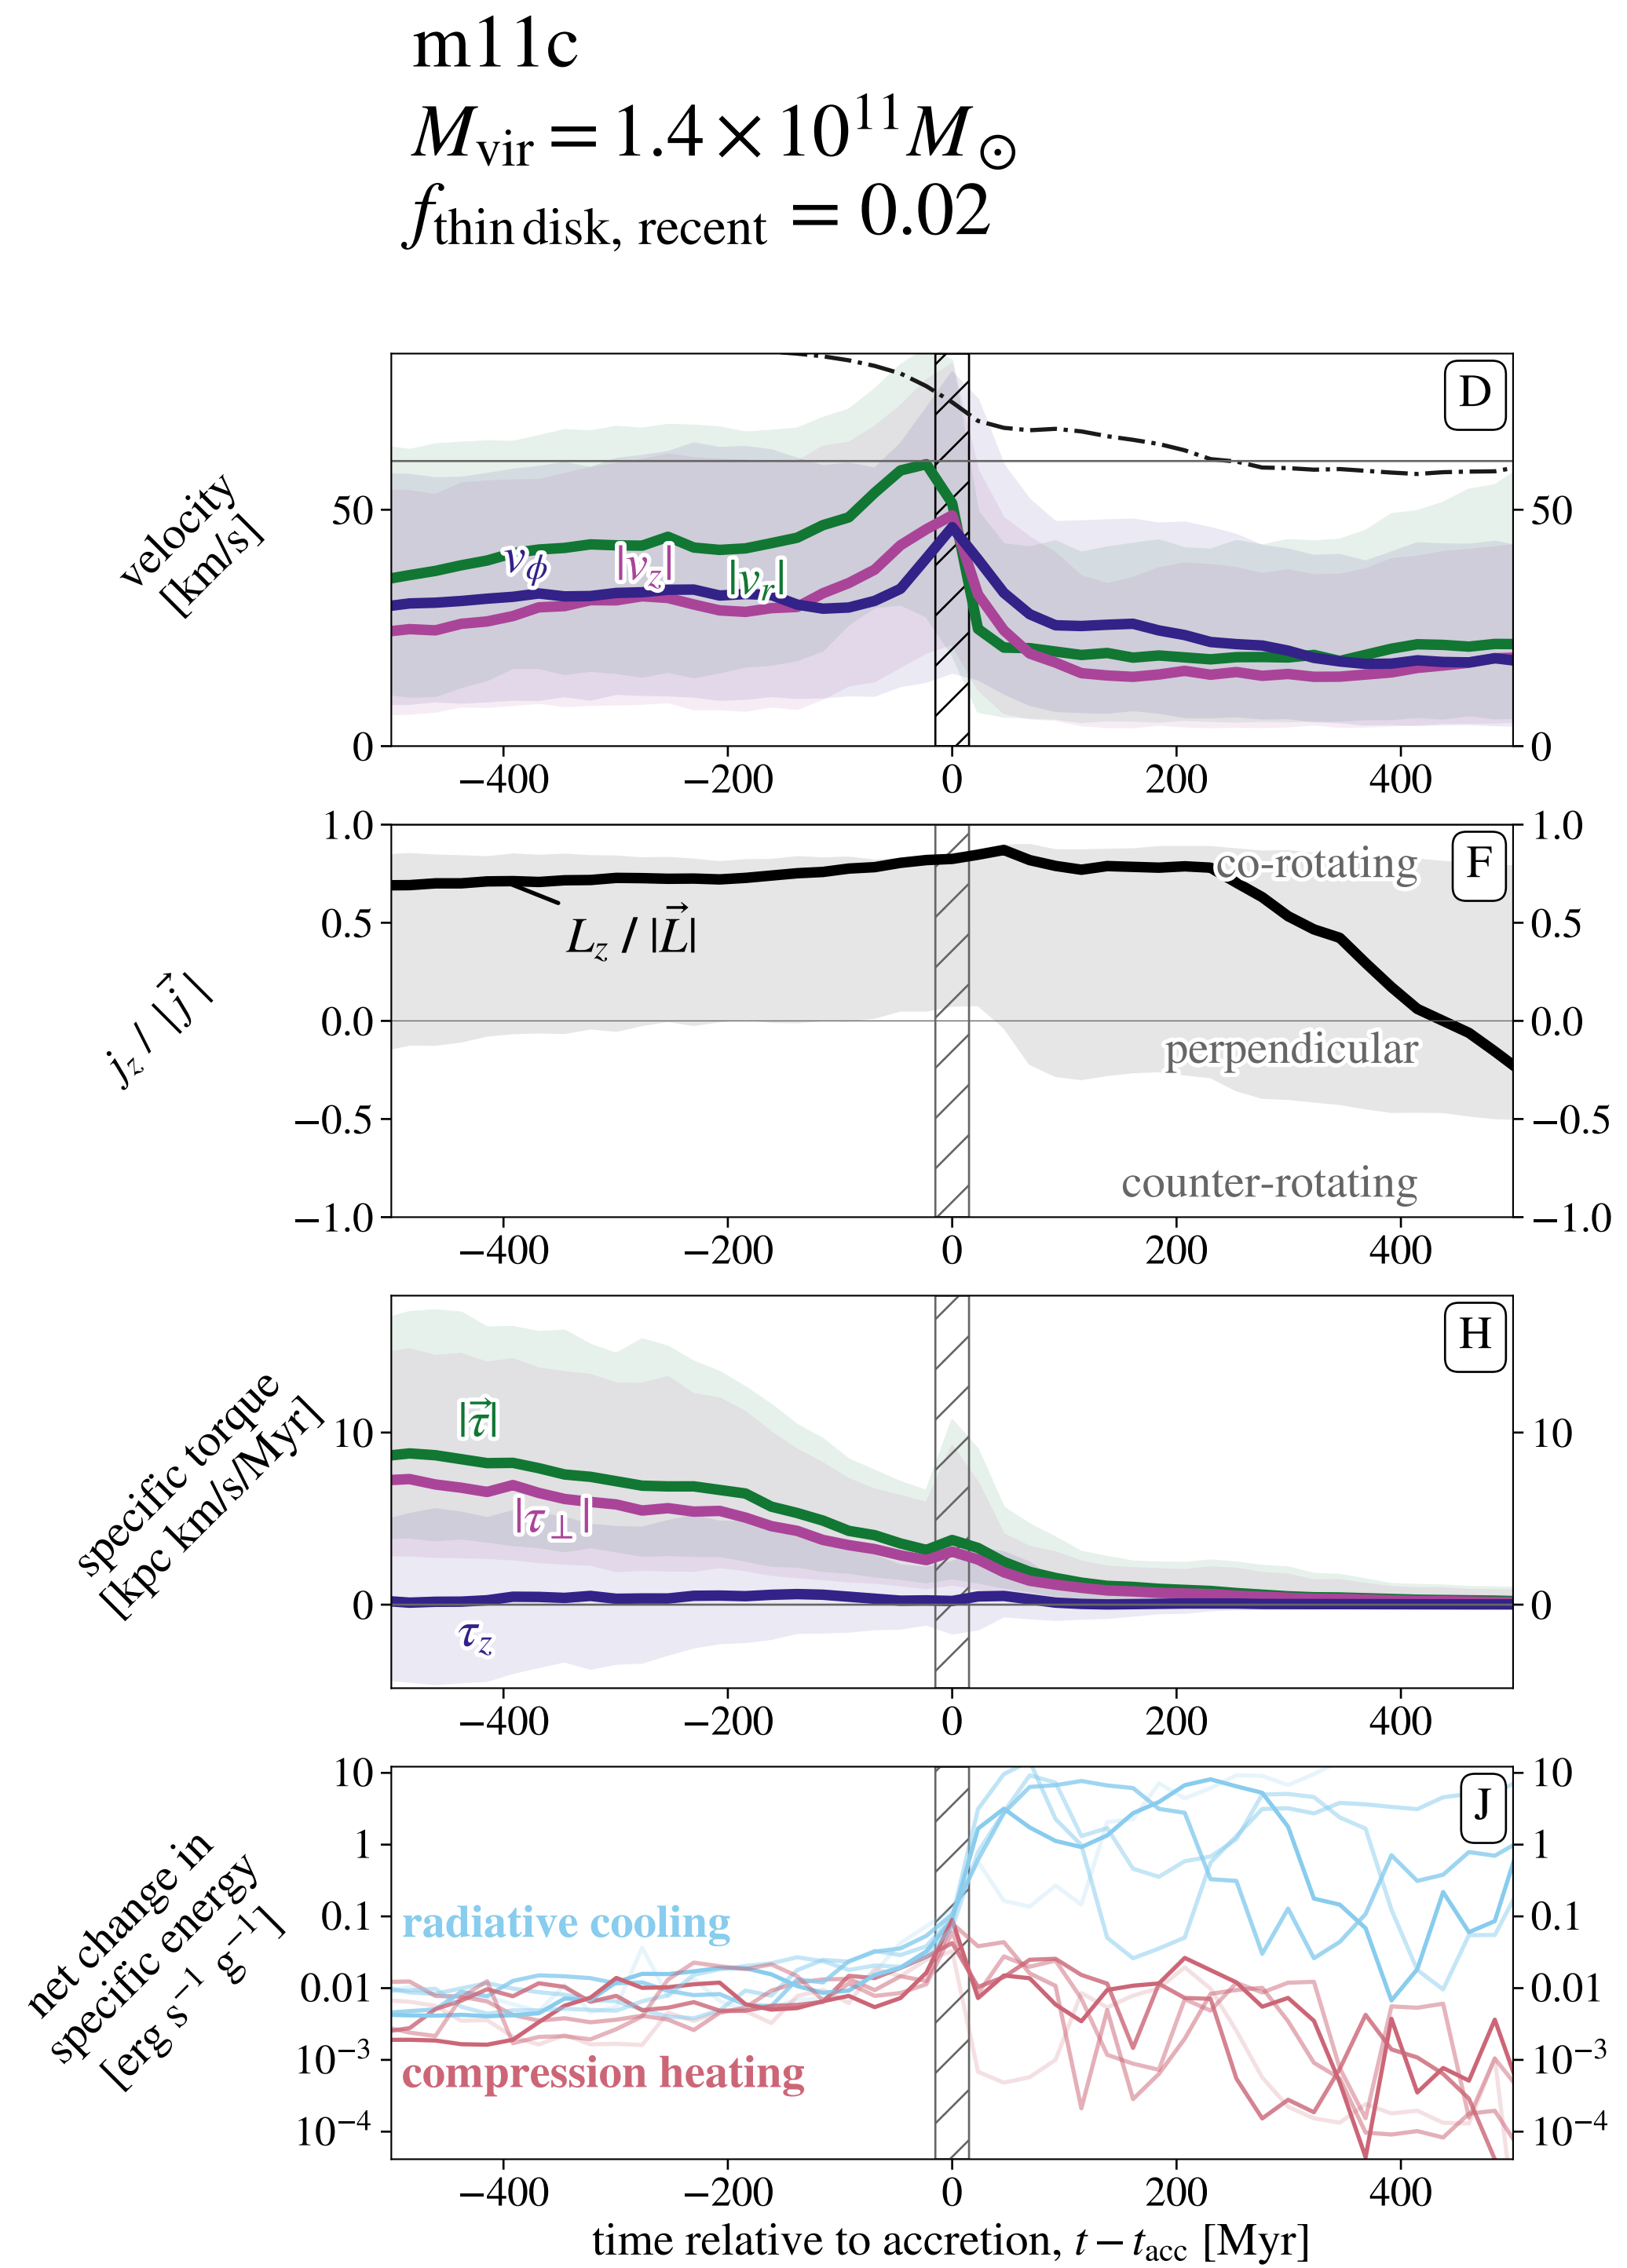 m11c
M_vir = 1.4 × 10^11 M_⊙
f_thin disk, recent = 0.02
D
velocity
[km/s]
50
0
v_ϕ
|v_z|
|v_r|
50
0
−400 −200 0 200 400
F
j_z / |j⃗|
1.0
0.5
0.0
−0.5
−1.0
L_z / |L⃗|
co-rotating
perpendicular
counter-rotating
1.0
0.5
0.0
−0.5
−1.0
−400 −200 0 200 400
H
specific torque
[kpc km/s/Myr]
10
0
|τ⃗|
|τ_⊥|
τ_z
10
0
−400 −200 0 200 400
J
net change in
specific energy
[erg s^−1 g^−1]
10
1
0.1
0.01
10^−3
10^−4
radiative cooling
compression heating
10
1
0.1
0.01
10^−3
10^−4
−400 −200 0 200 400
time relative to accretion, t − t_acc [Myr]